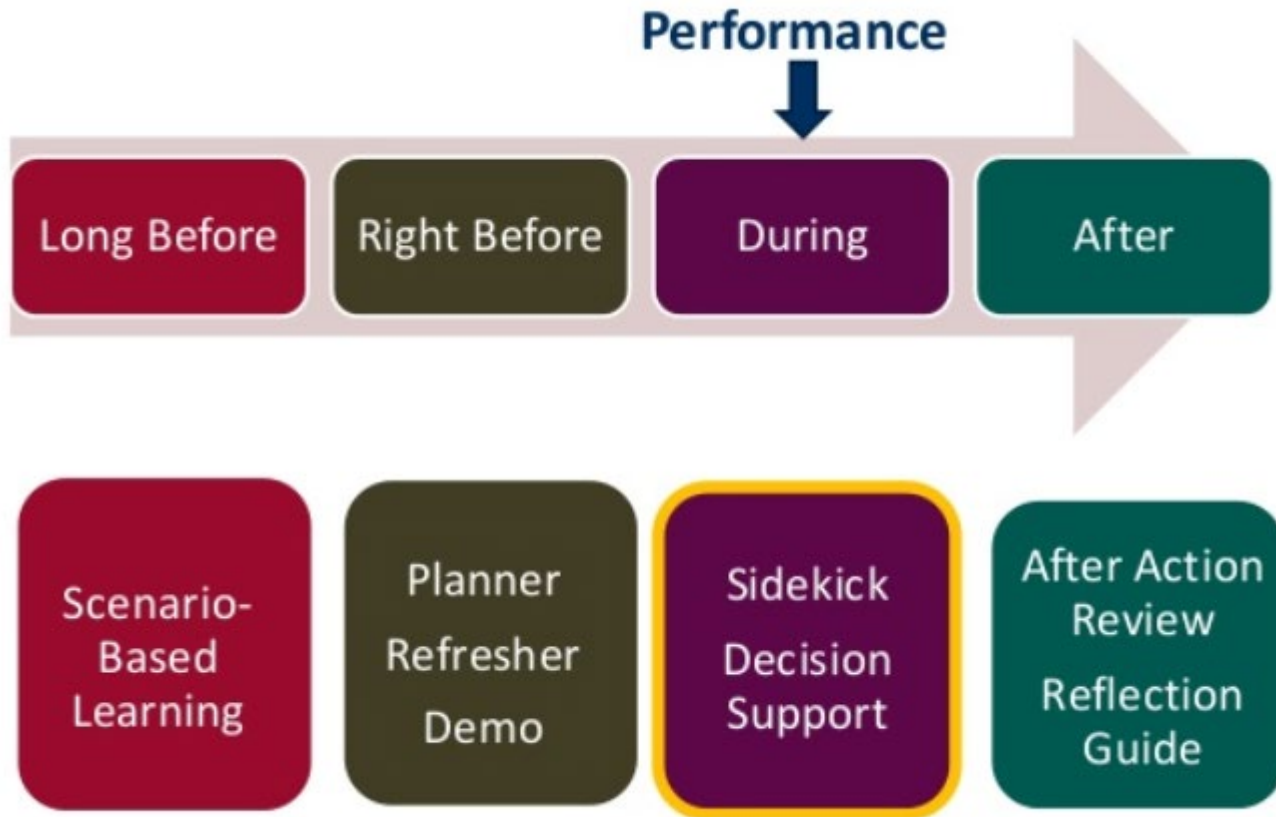 Performance
Long Before
Right Before
During
After
Scenario-
Based
Learning
Planner
Refresher
Demo
Sidekick
Decision
Support
After Action
Review
Reflection
Guide